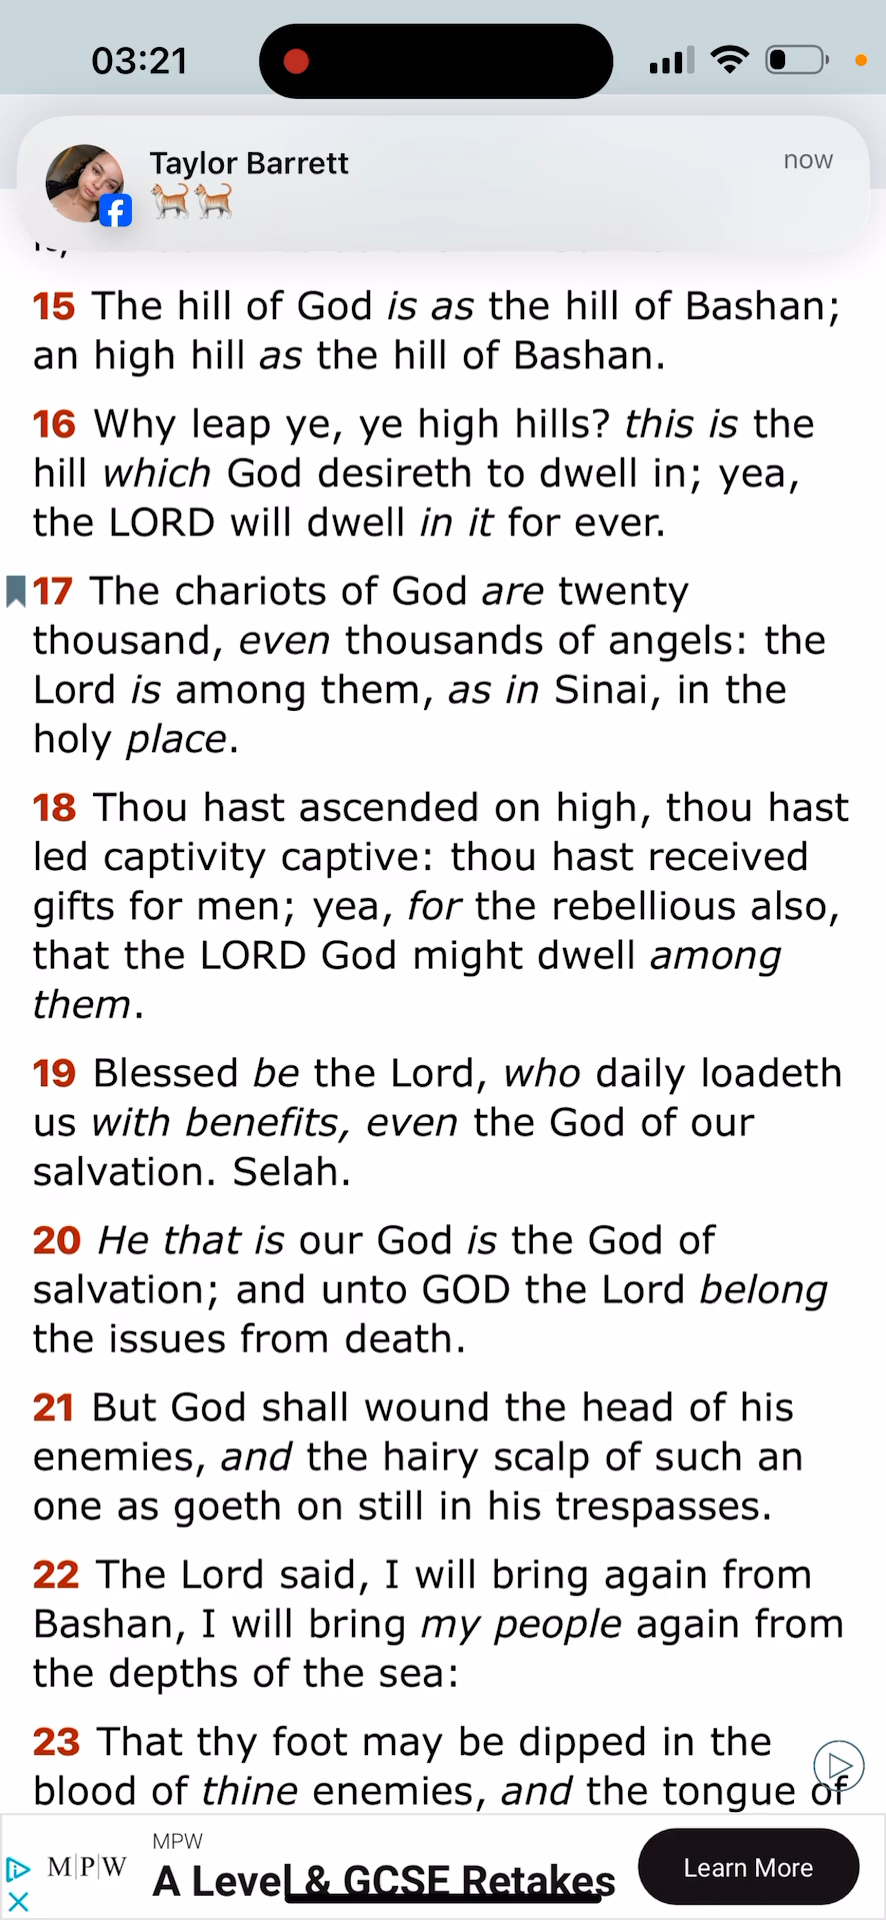 03:21
Taylor Barrett
now
🐈🐈
15 The hill of God is as the hill of Bashan;
an high hill as the hill of Bashan.
16 Why leap ye, ye high hills? this is the
hill which God desireth to dwell in; yea,
the LORD will dwell in it for ever.
17 The chariots of God are twenty
thousand, even thousands of angels: the
Lord is among them, as in Sinai, in the
holy place.
18 Thou hast ascended on high, thou hast
led captivity captive: thou hast received
gifts for men; yea, for the rebellious also,
that the LORD God might dwell among
them.
19 Blessed be the Lord, who daily loadeth
us with benefits, even the God of our
salvation. Selah.
20 He that is our God is the God of
salvation; and unto GOD the Lord belong
the issues from death.
21 But God shall wound the head of his
enemies, and the hairy scalp of such an
one as goeth on still in his trespasses.
22 The Lord said, I will bring again from
Bashan, I will bring my people again from
the depths of the sea:
23 That thy foot may be dipped in the
blood of thine enemies, and the tongue of
MPW
M|P|W
A Level & GCSE Retakes
Learn More